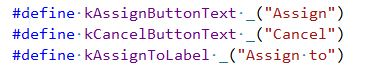 #define kAssignButtonText _("Assign")
#define kCancelButtonText _("Cancel")
#define kAssignToLabel _("Assign to")